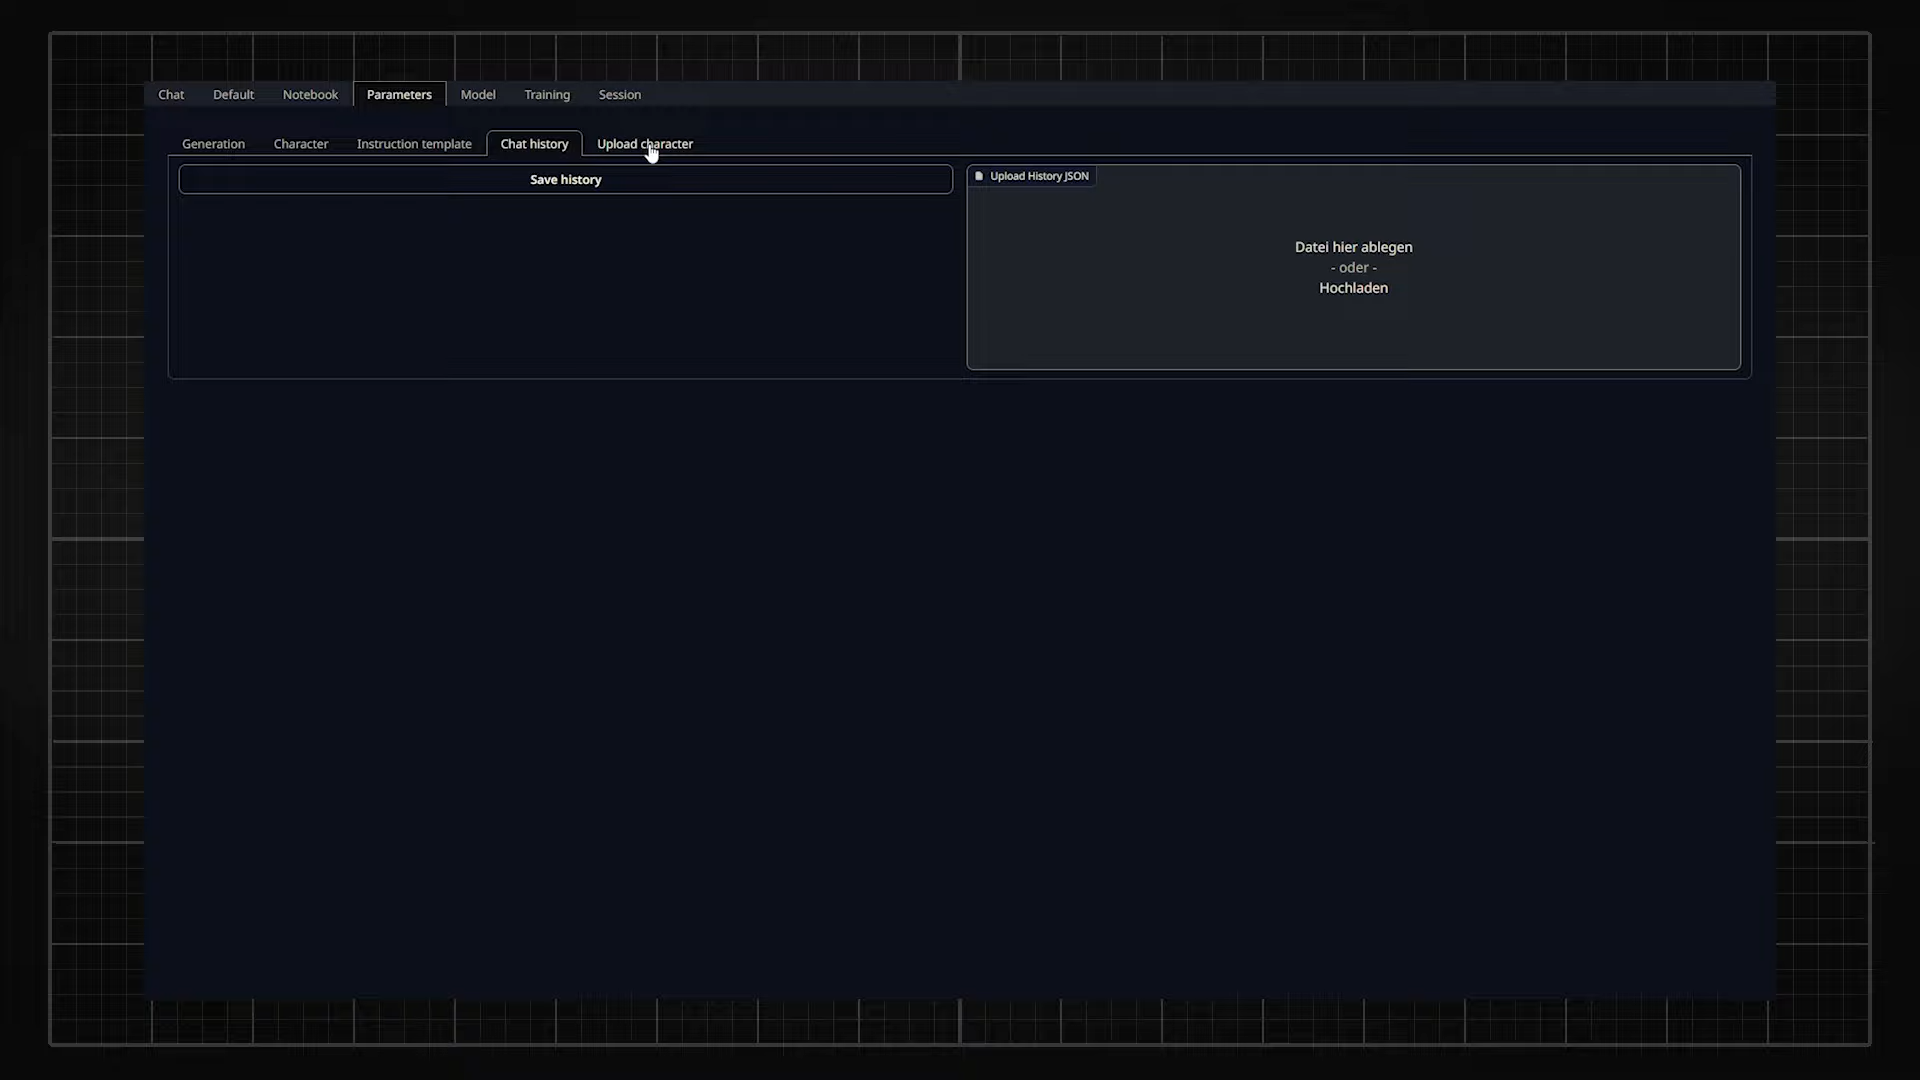 Chat Default Notebook Parameters Model Training Session
Generation Character Instruction template Chat history Upload character
Save history
Upload History JSON
Datei hier ablegen
- oder -
Hochladen